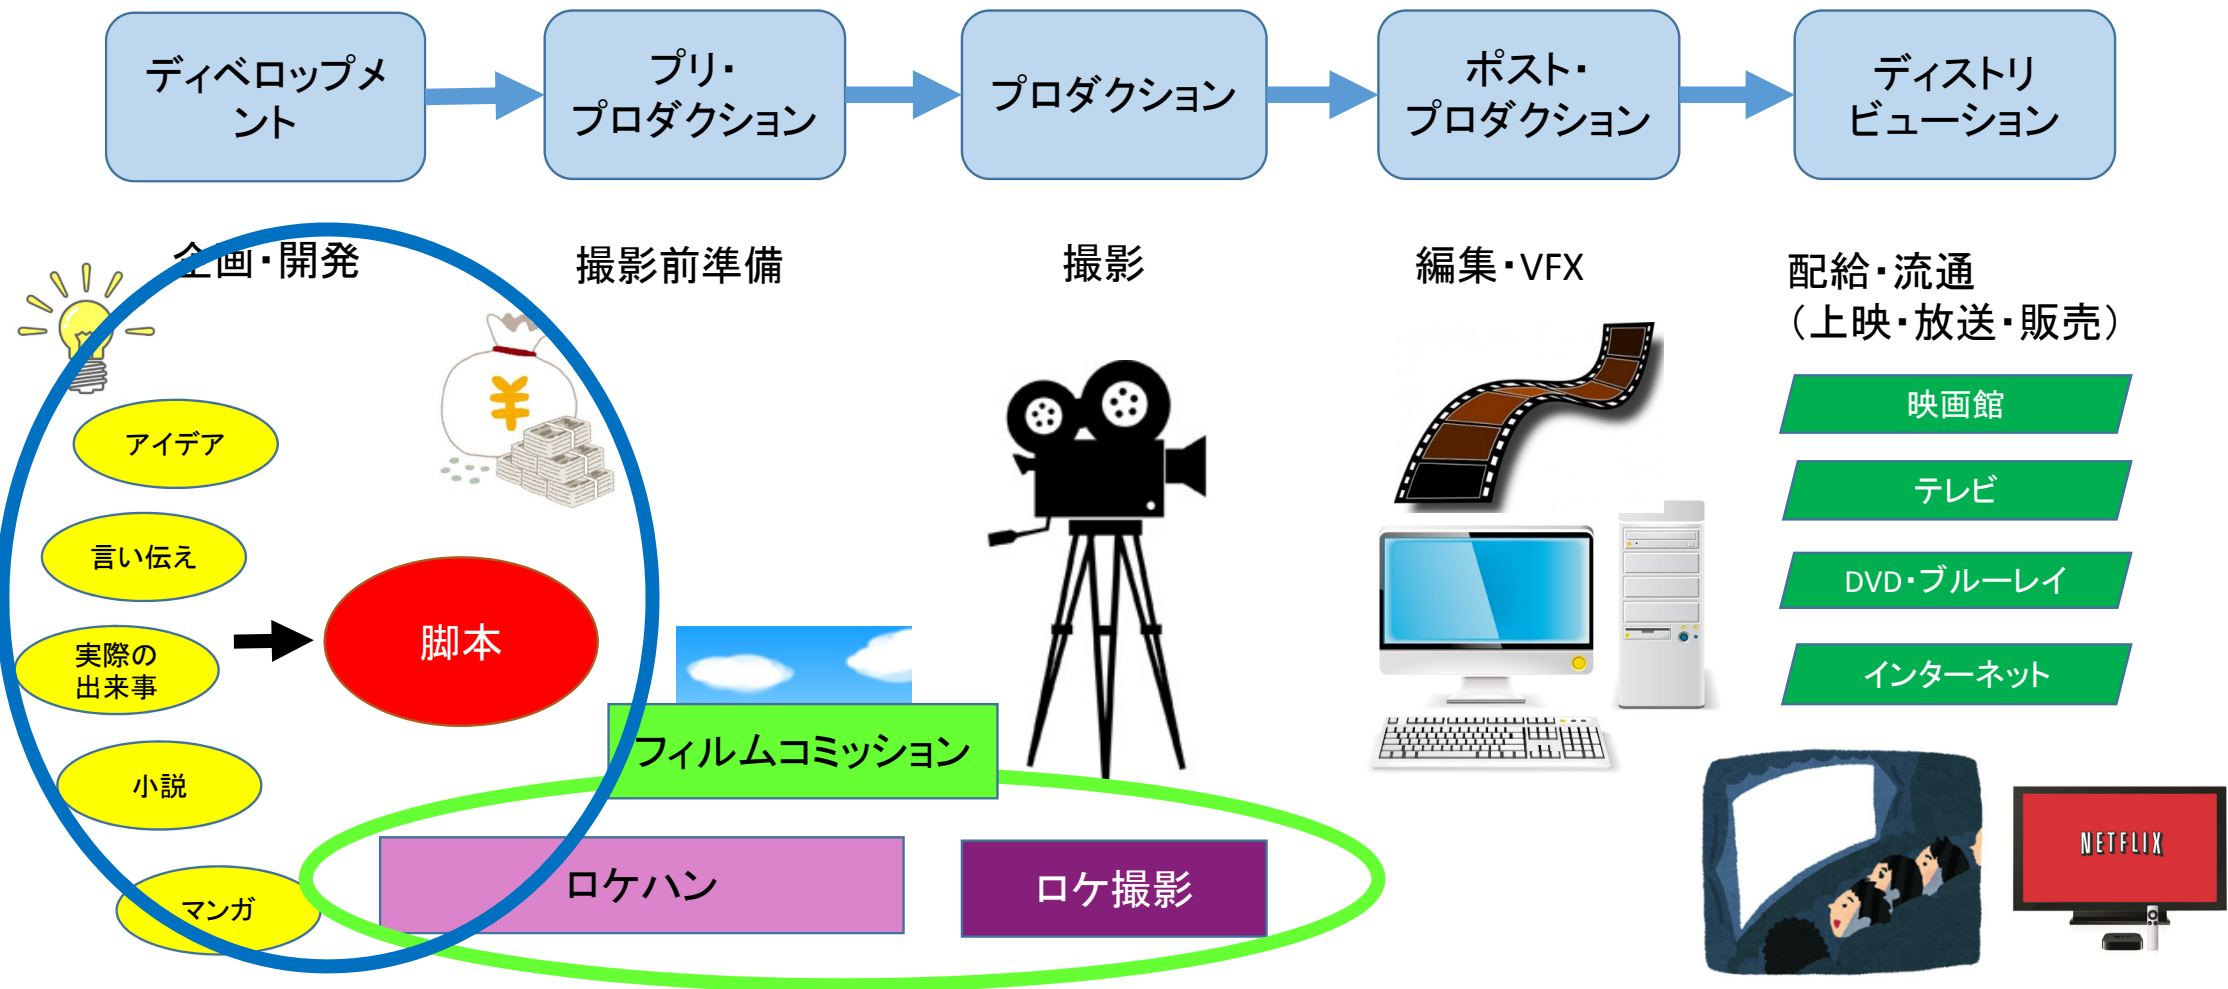 ディベロップメ
ント
プリ・
プロダクション
プロダクション
ポスト・
プロダクション
ディストリ
ビューション
企画・開発
撮影前準備
撮影
編集・VFX
配給・流通
（上映・放送・販売）
¥
アイデア
言い伝え
実際の
出来事
小説
マンガ
脚本
フィルムコミッション
ロケハン
ロケ撮影
映画館
テレビ
DVD・ブルーレイ
インターネット
NETFLIX